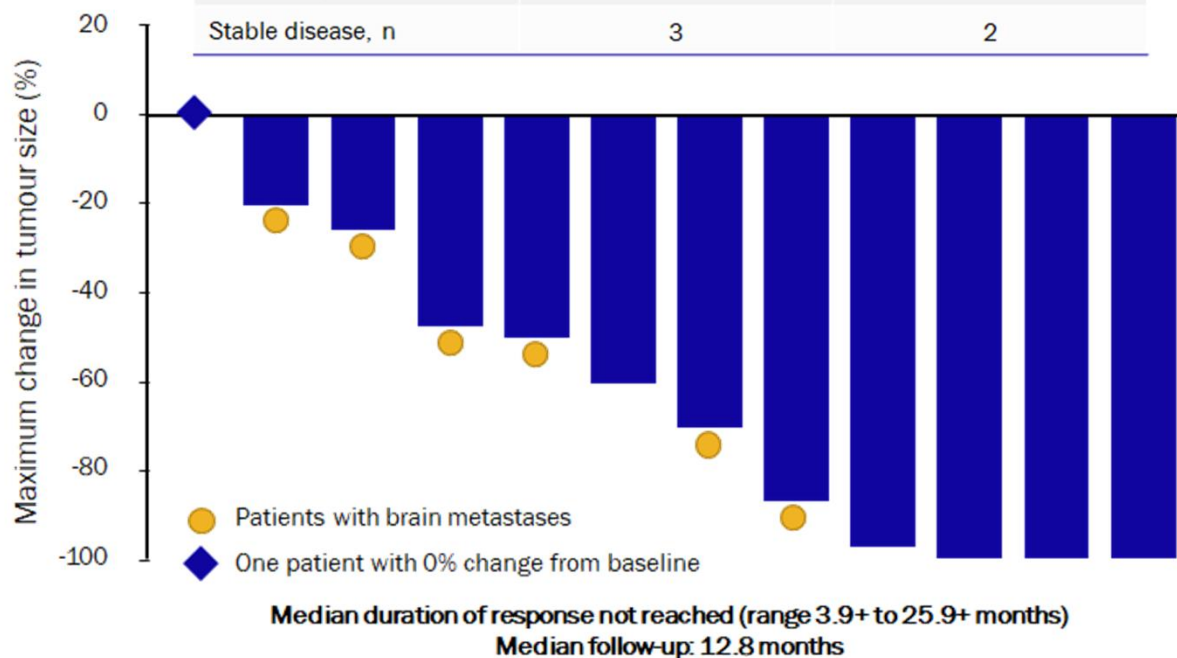 Stable disease, n 3 2
Maximum change in tumour size (%)
20
0
-20
-40
-60
-80
-100
Patients with brain metastases
One patient with 0% change from baseline
Median duration of response not reached (range 3.9+ to 25.9+ months)
Median follow-up: 12.8 months